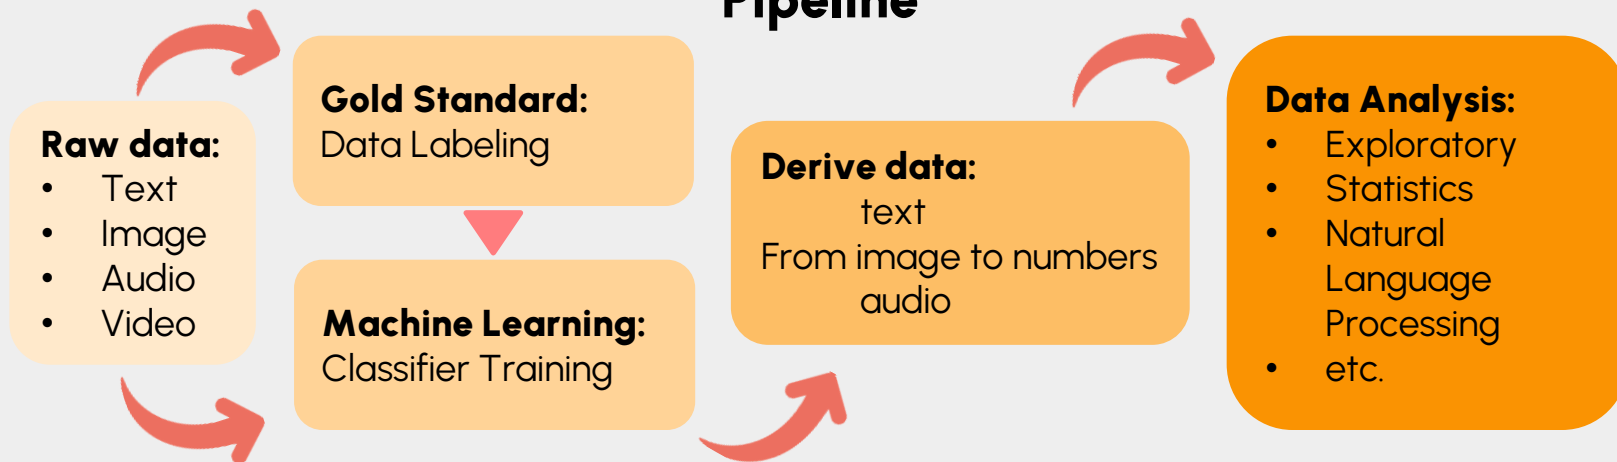 Pipeline
Raw data:
• Text
• Image
• Audio
• Video
Gold Standard:
Data Labeling
Machine Learning:
Classifier Training
Derive data:
text
From image to numbers
audio
Data Analysis:
• Exploratory
• Statistics
• Natural
Language
Processing
• etc.